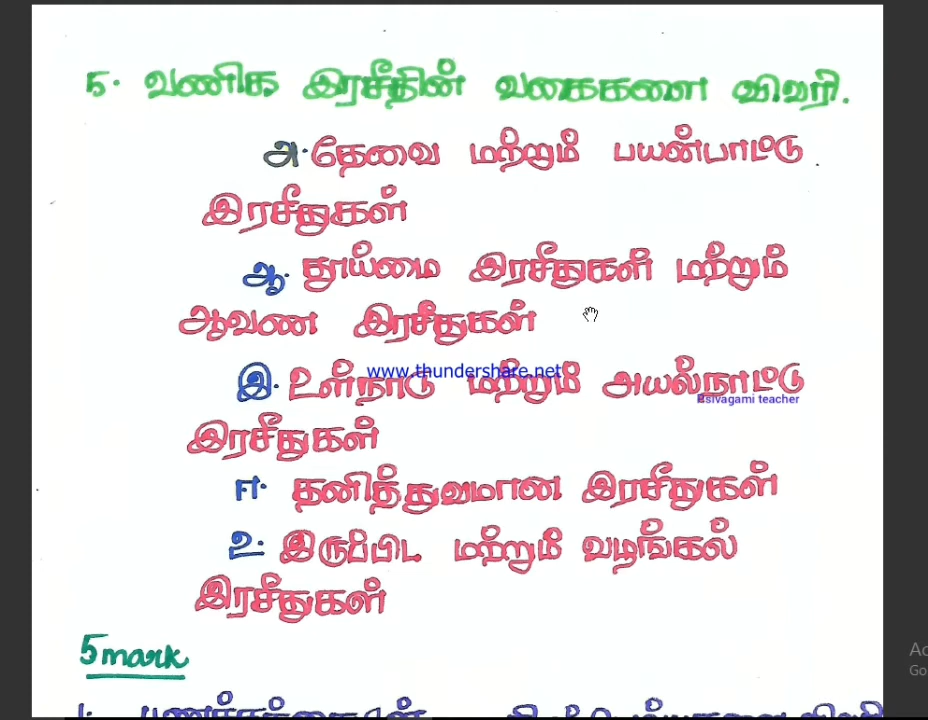 5. வணிக இரசீதின் வகைகளை விவரி.
அ. தேவை மற்றும் பயன்பாட்டு
இரசீதுகள்
ஆ. தூய்மை இரசீதுகள் மற்றும்
ஆவண இரசீதுகள்
www.thundershare.net
இ. உள்நாடு மற்றும் அயல்நாட்டு
Bsivagami teacher
இரசீதுகள்
ஈ. தனித்துவமான இரசீதுகள்
உ. இருப்பிட மற்றும் வழங்கல்
இரசீதுகள்
5 mark